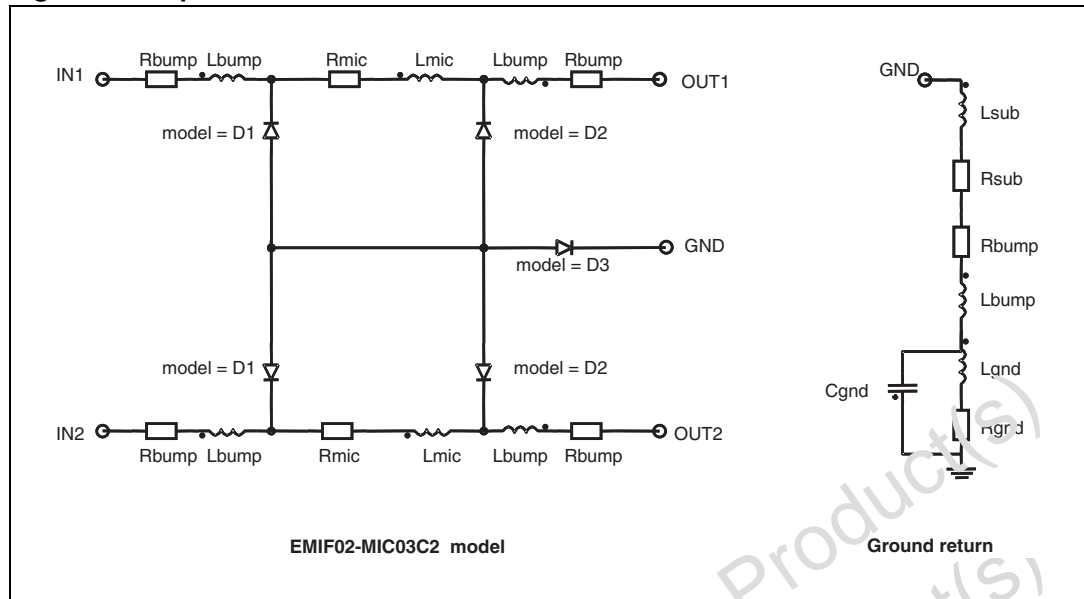 IN1
Rbump Lbump
Rmic
Lmic
Lbump Rbump
OUT1
model = D1
model = D2
GND
model = D3
model = D1
model = D2
IN2
Rbump Lbump
Rmic
Lmic
Lbump Rbump
OUT2
EMIF02-MIC03C2 model
GND
Lsub
Rsub
Rbump
Lbump
Lgnd
Cgnd
Rgnd
Ground return
Product(s)